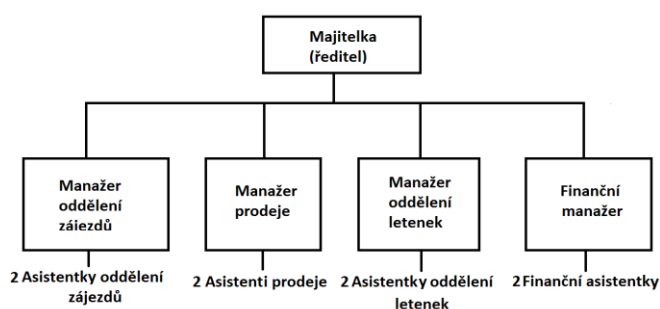 Majitelka
(ředitel)
Manažer
oddělení
záiezdů
Manažer
prodeje
Manažer
oddělení
letenek
Finanční
manažer
2 Asistentky oddělení
zájezdů
2 Asistenti prodeje
2 Asistentky oddělení
letenek
2 Finanční asistentky